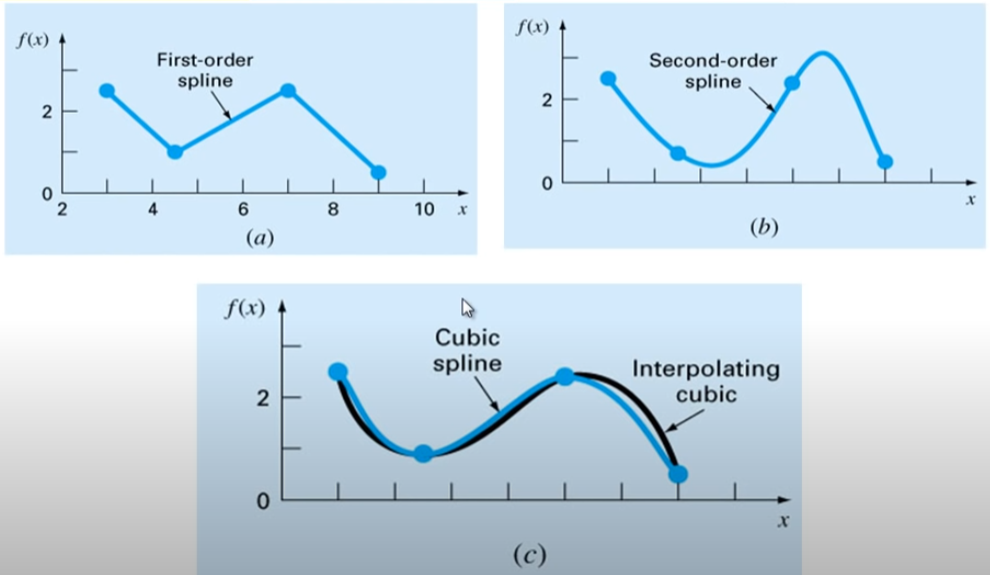 f(x)
First-order
spline
2
0
2 4 6 8 10 x
(a)
f(x)
Second-order
spline
2
0
x
(b)
f(x)
Cubic
spline
Interpolating
cubic
2
0
x
(c)